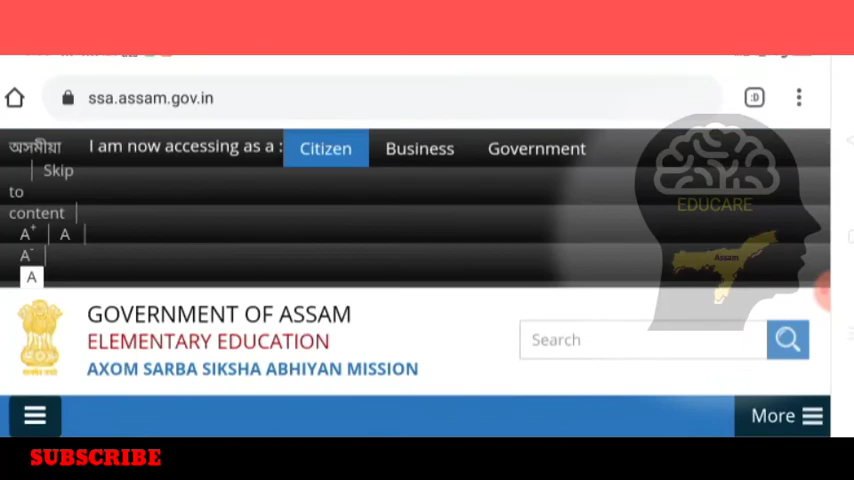 ssa.assam.gov.in
:D
অসমীয়া I am now accessing as a : Citizen Business Government
| Skip
to
content |
A+ | A |
A- |
A
EDUCARE
Assam
GOVERNMENT OF ASSAM
ELEMENTARY EDUCATION
AXOM SARBA SIKSHA ABHIYAN MISSION
Search
More
SUBSCRIBE